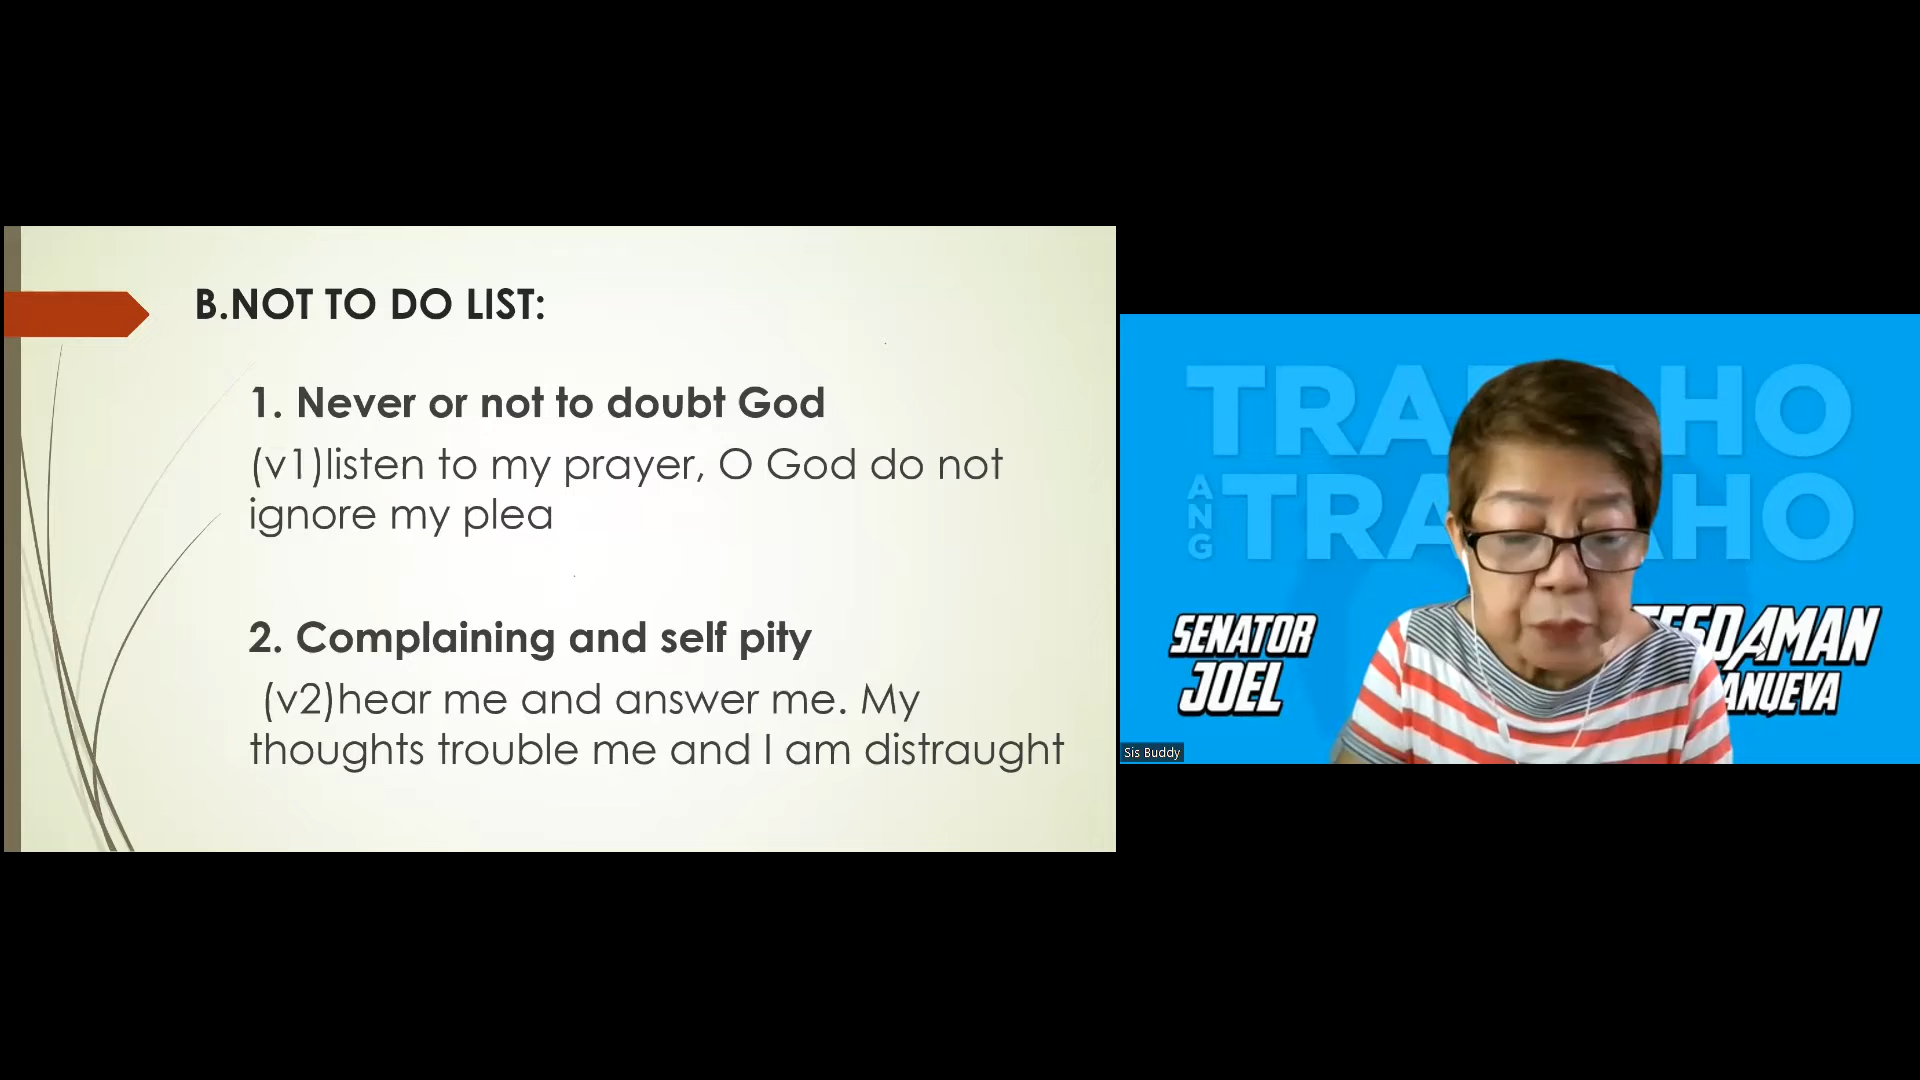 B.NOT TO DO LIST:
1. Never or not to doubt God
(v1)listen to my prayer, O God do not
ignore my plea
2. Complaining and self pity
(v2)hear me and answer me. My
thoughts trouble me and I am distraught
ANG
SENATOR
JOEL
Sis Buddy